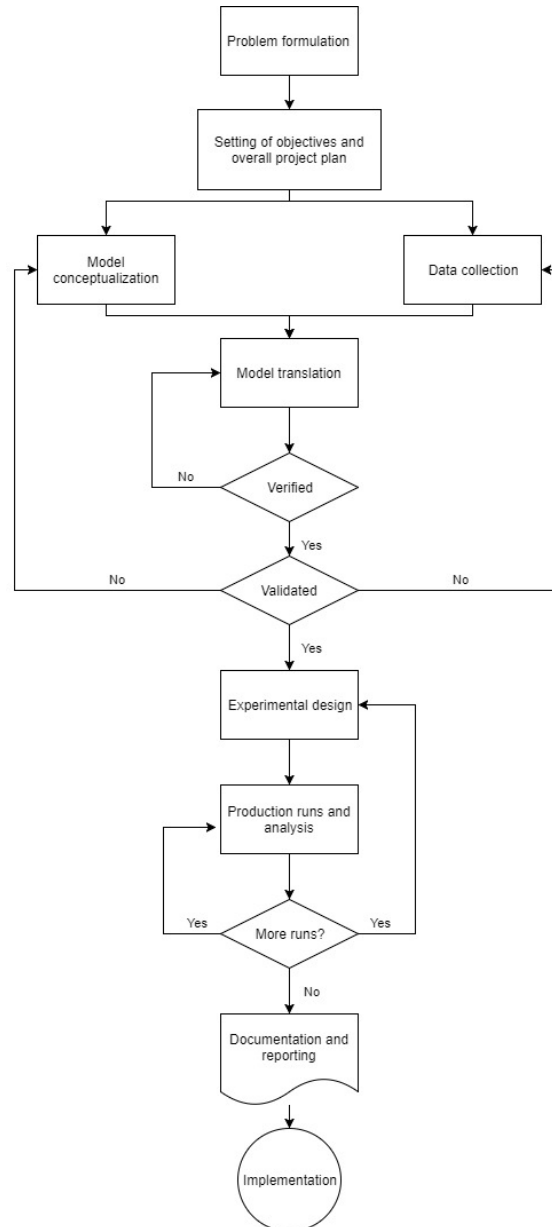 Problem formulation
Setting of objectives and
overall project plan
Model
conceptualization
Data collection
Model translation
No
Verified
Yes
No
Validated
No
Yes
Experimental design
Production runs and
analysis
Yes
More runs?
Yes
No
Documentation and
reporting
Implementation